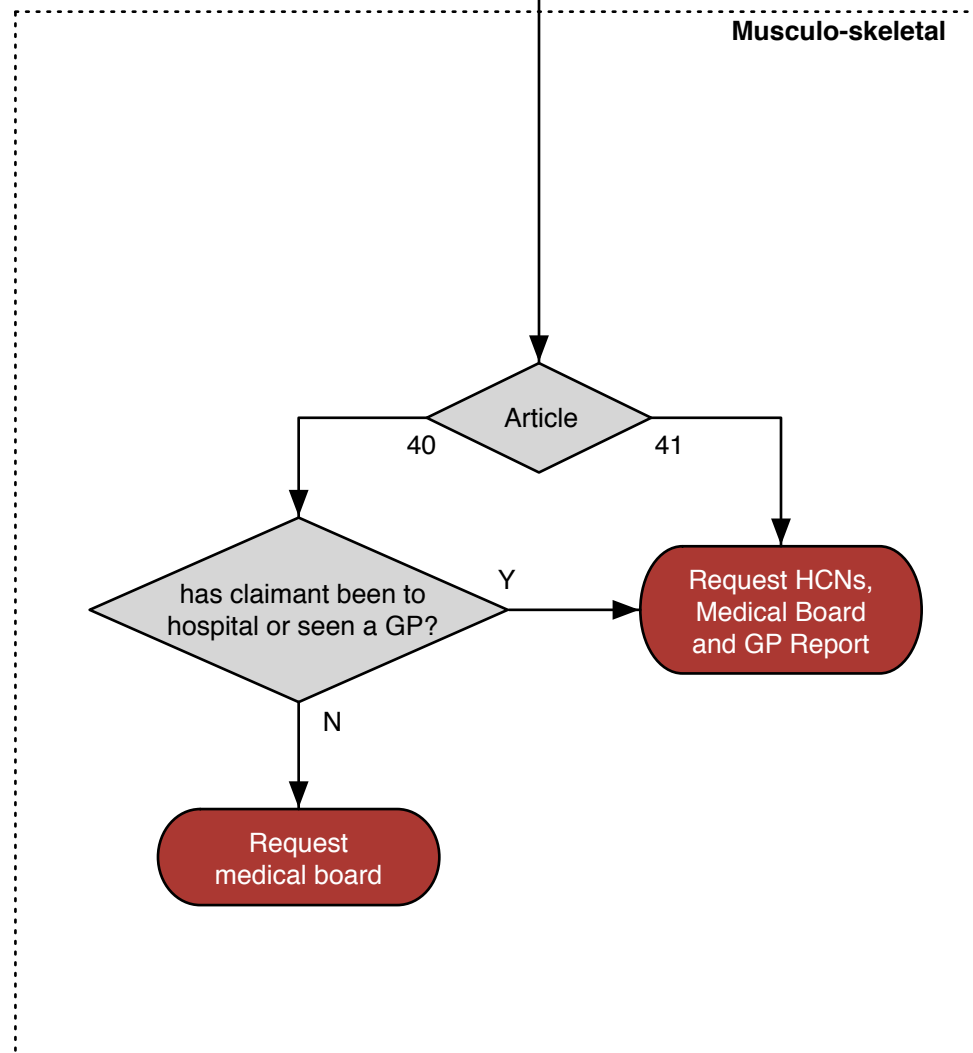 Musculo-skeletal
Article
40
41
has claimant been to
hospital or seen a GP?
Y
Request HCNs,
Medical Board
and GP Report
N
Request
medical board